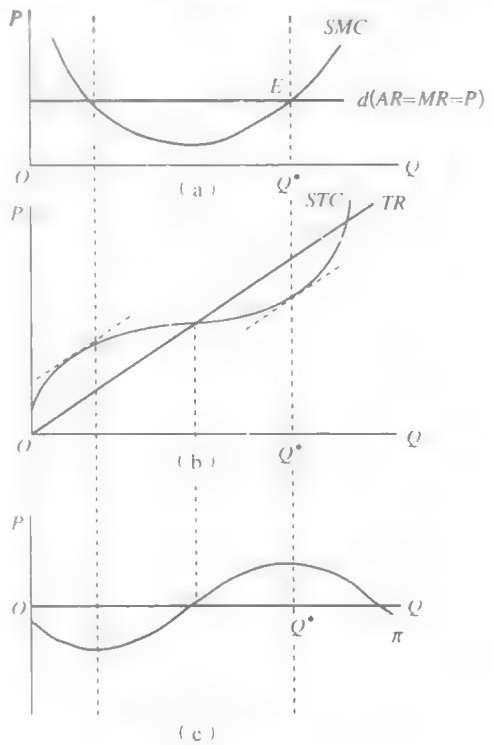 P
SMC
E
d(AR=MR=P)
O
Q
(a)
Q*
P
STC
TR
O
Q
(b)
Q*
P
O
Q
Q*
π
(c)